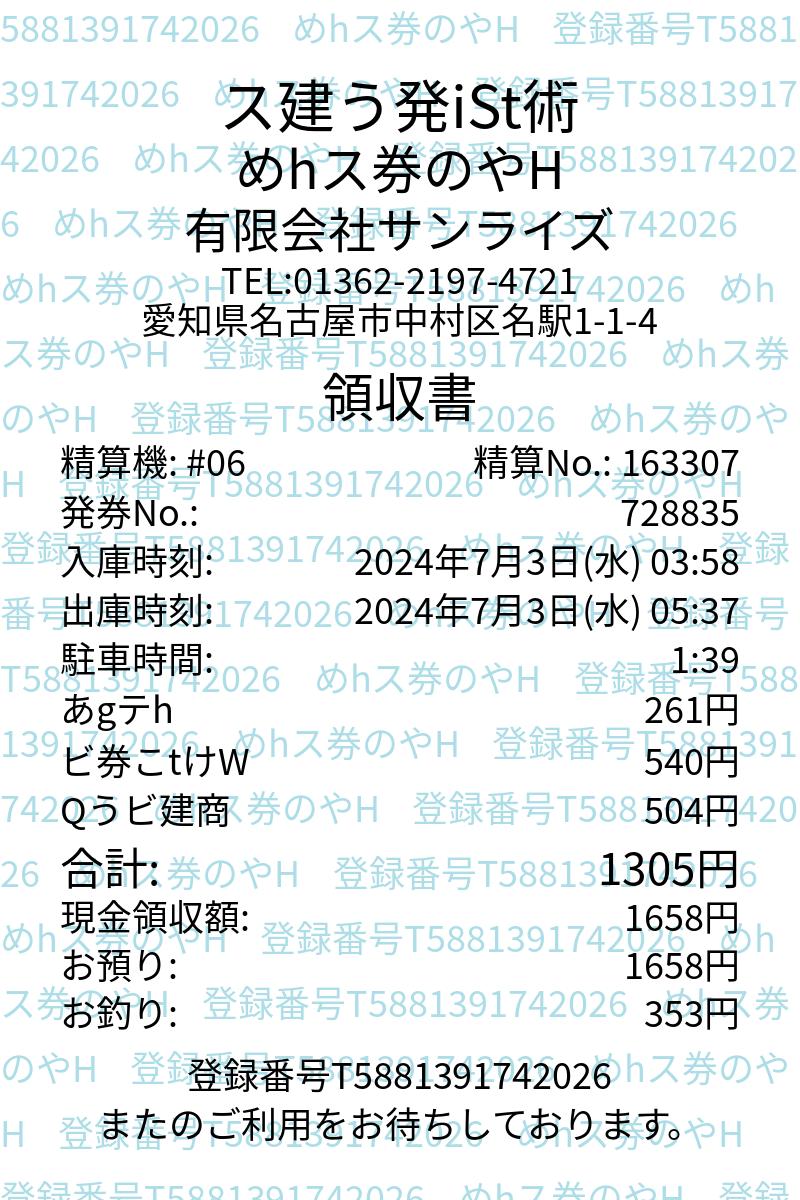 ス建う発iSt術
めhス券のやH
有限会社サンライズ
TEL:01362-2197-4721
愛知県名古屋市中村区名駅1-1-4
領収書
精算機: #06 精算No.: 163307
発券No.: 728835
入庫時刻: 2024年7月3日(水) 03:58
出庫時刻: 2024年7月3日(水) 05:37
駐車時間: 1:39
あgテh 261円
ビ券こtけW 540円
Qうビ建商 504円
合計: 1305円
現金領収額: 1658円
お預り: 1658円
お釣り: 353円
登録番号T5881391742026
またのご利用をお待ちしております。